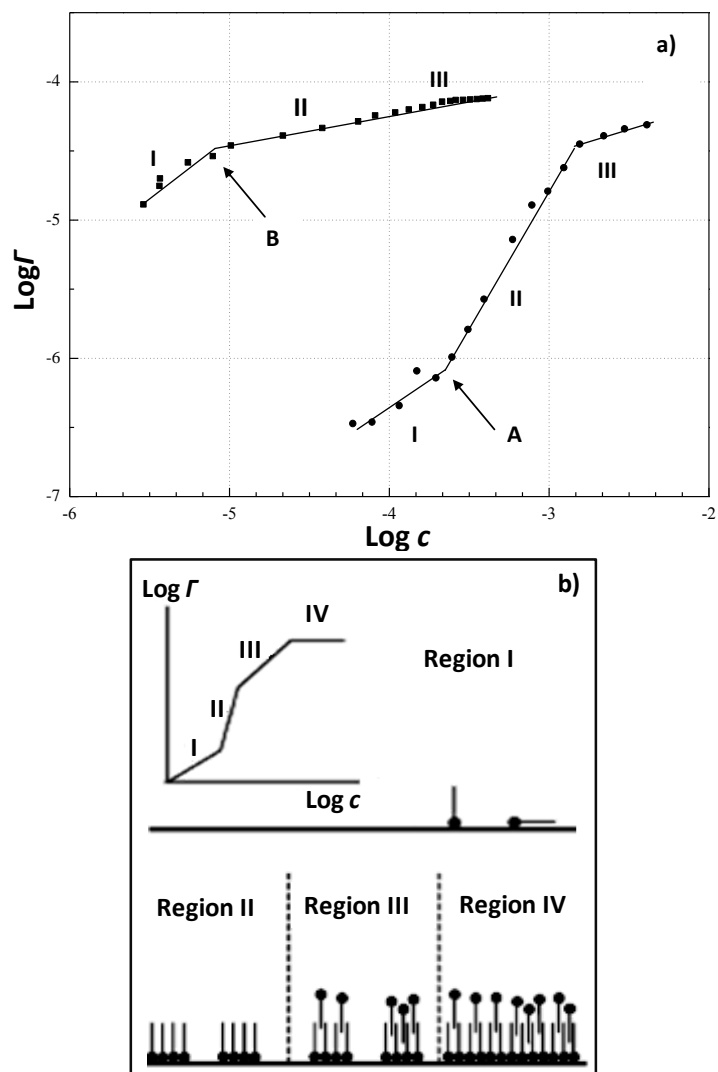 a)
-4
III
II
I
B
-5
LogΓ
III
II
-6
I
A
-7
-6 -5 -4 -3 -2
Log c
b)
Log Γ
IV
III
II
I
Log c
Region I
Region II Region III Region IV